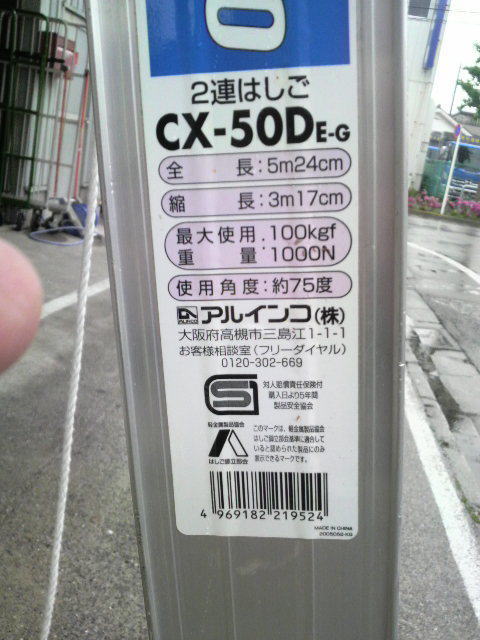 0
2連はしご
CX-50DE-G
全長:5m24cm
縮長:3m17cm
最大使用重量:100kgf
1000N
使用角度:約75度
ALINCO アルインコ(株)
大阪府高槻市三島江1-1-1
お客様相談室(フリーダイヤル)
0120-302-669
SG
対人賠償責任保険付
購入日より5年間
製品安全協会
軽金属製品協会
はしご脚立部会
このマークは、軽金属製品協会
はしご脚立部会基準に適合して
いると認められた製品にのみ
表示できるマークです。
4 969182 219524
MADE IN CHINA